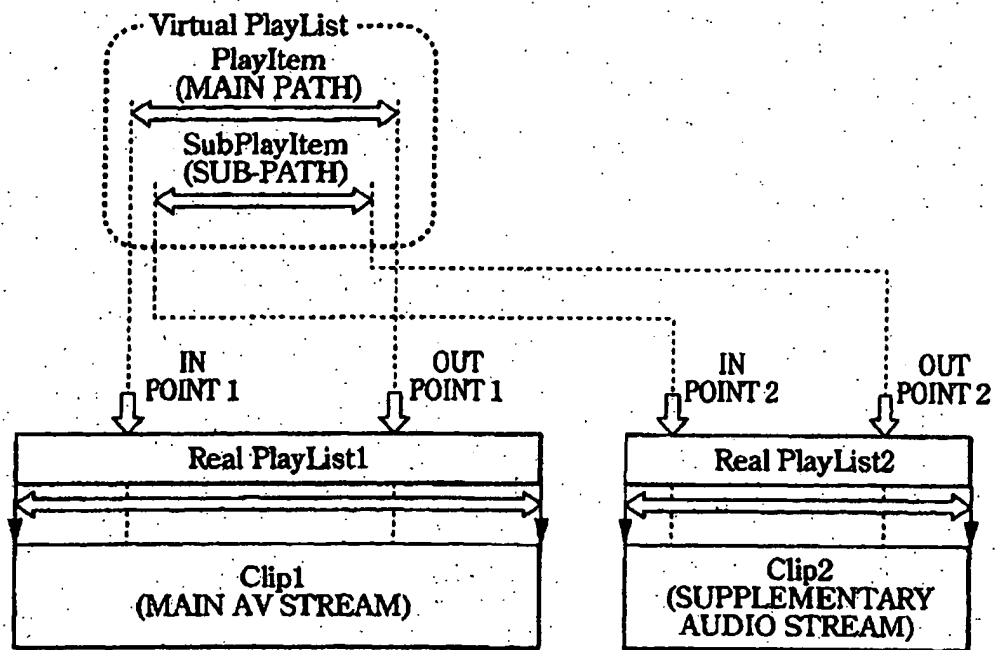 Virtual PlayList
PlayItem
(MAIN PATH)
SubPlayItem
(SUB-PATH)
IN
POINT 1
OUT
POINT 1
IN
POINT 2
OUT
POINT 2
Real PlayList1
Real PlayList2
Clip1
(MAIN AV STREAM)
Clip2
(SUPPLEMENTARY
AUDIO STREAM)